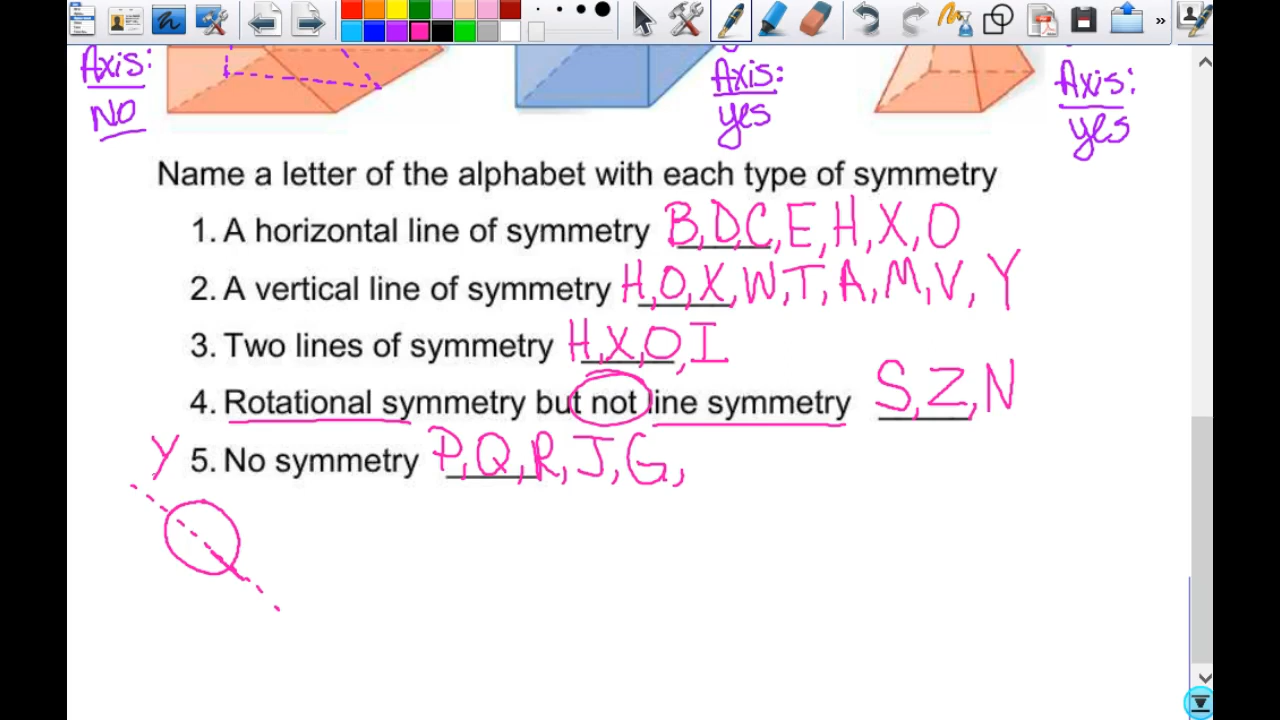 Axis:
NO
Axis:
yes
Axis:
yes
Name a letter of the alphabet with each type of symmetry
1. A horizontal line of symmetry B, D, C, E, H, X, O
2. A vertical line of symmetry H, O, X, W, T, A, M, V, Y
3. Two lines of symmetry H, X, O, I
4. Rotational symmetry but not line symmetry S, Z, N
Y 5. No symmetry P, Q, R, J, G,